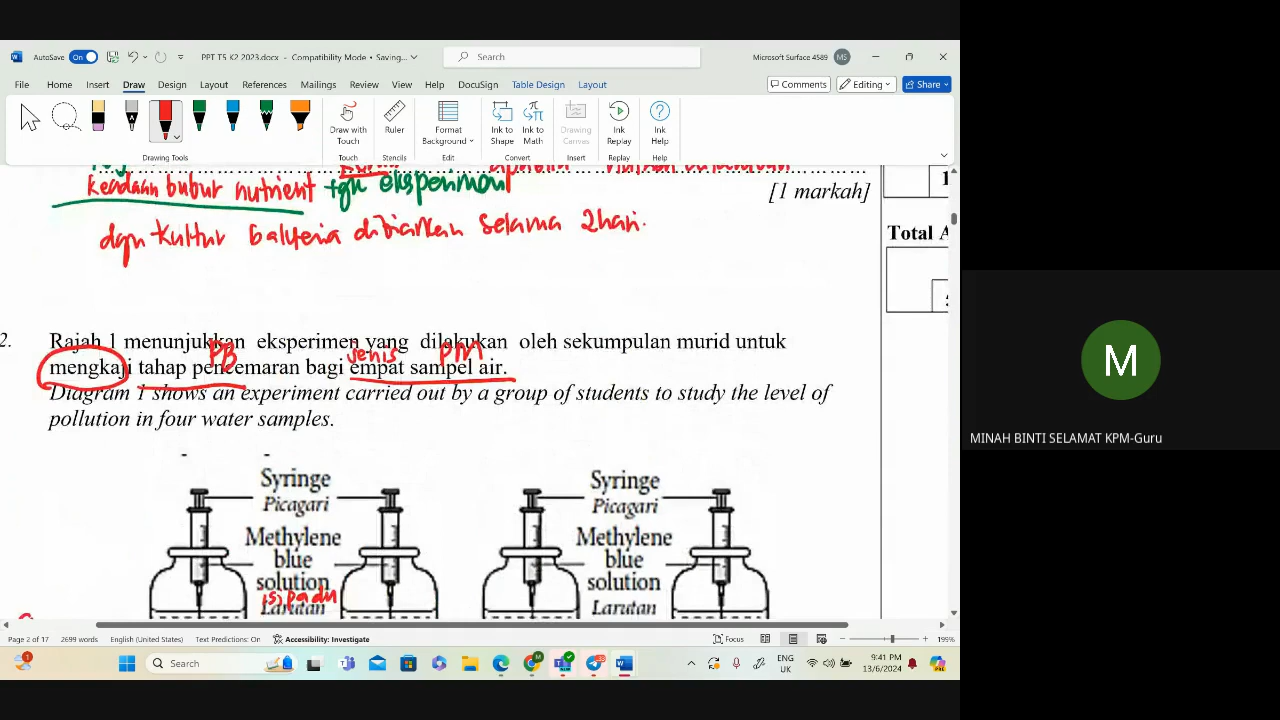 AutoSave On PPT T5 K2 2023.docx - Compatibility Mode • Saving... Search Microsoft Surface 4589 MS
File Home Insert Draw Design Layout References Mailings Review View Help DocuSign Table Design Layout Comments Editing Share
Draw with Touch Ruler Format Background Ink to Shape Ink to Math Drawing Canvas Ink Replay Ink Help
Drawing Tools Touch Stencils Edit Convert Insert Replay Help
keadaan bubur nutrient eksperimen
[1 markah] 1
dgn kultur bakteria dibiarkan selama 2 hari.
Total A
2. Rajah 1 menunjukkan eksperimen yang dilakukan oleh sekumpulan murid untuk
PB jenis PM
mengkaji tahap pencemaran bagi empat sampel air.
Diagram 1 shows an experiment carried out by a group of students to study the level of
pollution in four water samples.
Syringe Syringe
Picagari Picagari
Methylene Methylene
blue blue
solution solution
Larutan Larutan
isipadu
M
MINAH BINTI SELAMAT KPM-Guru
Page 2 of 17 2699 words English (United States) Text Predictions: On Accessibility: Investigate Focus 195%
Search ENG UK 9:41 PM 13/6/2024